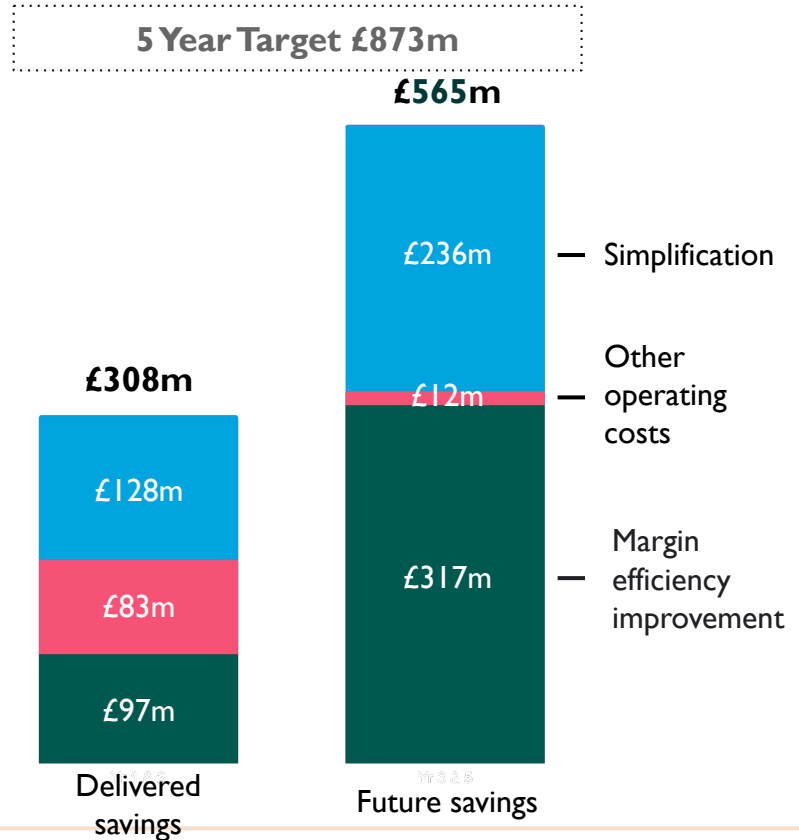 5 Year Target £873m
£565m
£236m
Simplification
£308m
Other
operating
costs
£12m
£128m
Margin
efficiency
improvement
£317m
£83m
£97m
Delivered
savings
Future savings